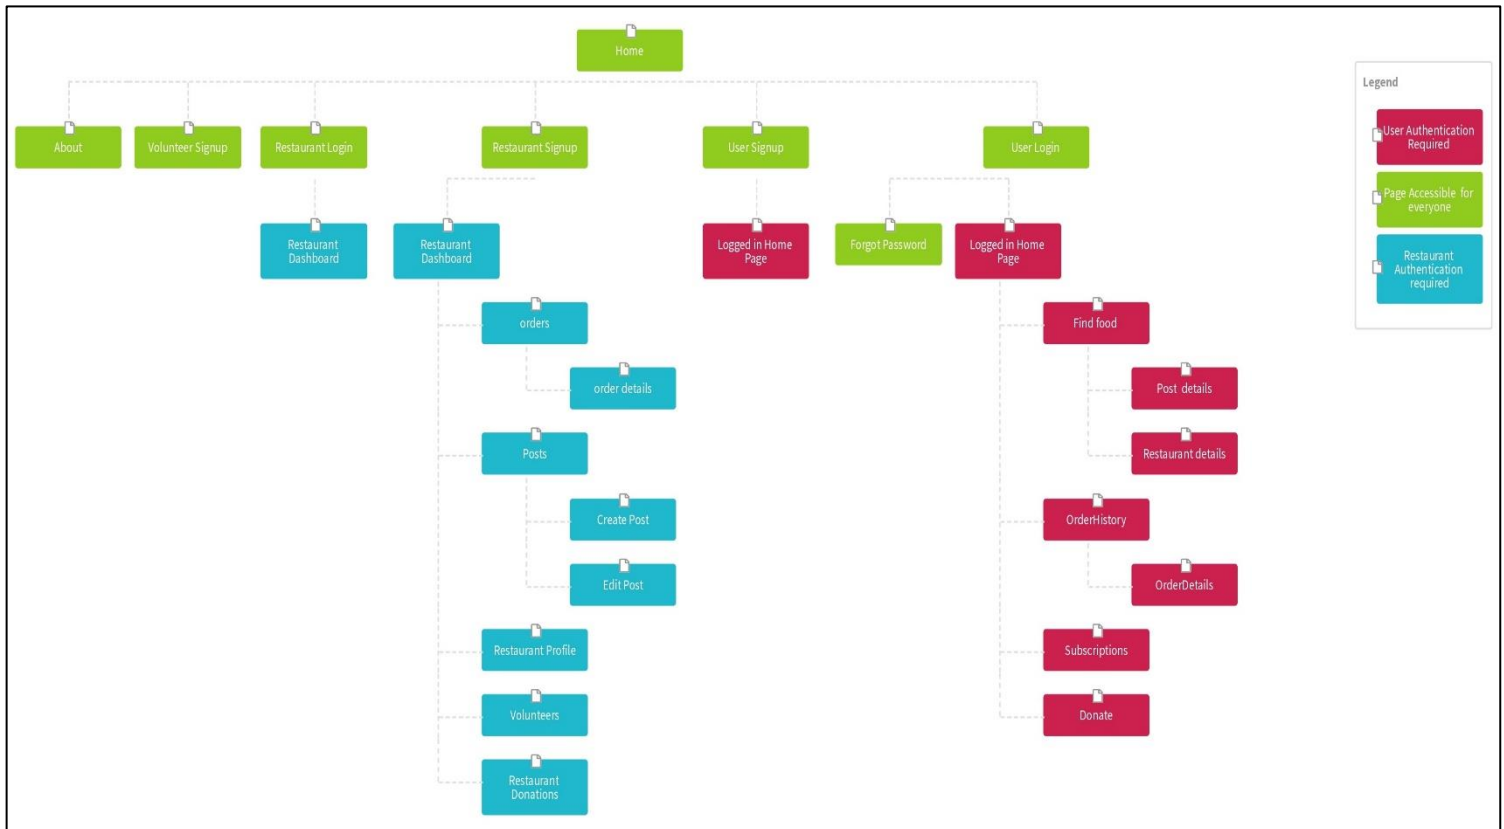 Home
Legend
About
Volunteer Signup
Restaurant Login
Restaurant Signup
User Signup
User Login
User Authentication
Required
Page Accessible for
everyone
Restaurant
Authentication
required
Restaurant
Dashboard
Restaurant
Dashboard
Logged in Home
Page
Forgot Password
Logged in Home
Page
orders
order details
Posts
Create Post
Edit Post
Restaurant Profile
Volunteers
Restaurant
Donations
Find food
Post details
Restaurant details
OrderHistory
OrderDetails
Subscriptions
Donate